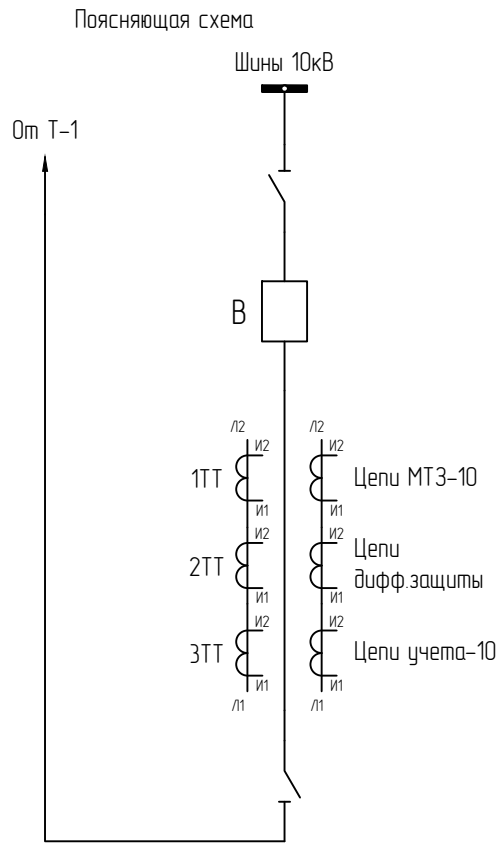 Поясняющая схема
Шины 10кВ
От Т-1
В
Л2
Л2
И2
И2
1ТТ
Цепи МТЗ-10
И1
И1
И2
И2
2ТТ
Цепи
дифф.защиты
И1
И1
И2
И2
3ТТ
Цепи учета-10
И1
И1
Л1
Л1